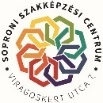 SOPRONI SZAKKÉPZÉSI CENTRUM
VIRÁGOSKERT UTCA 7.